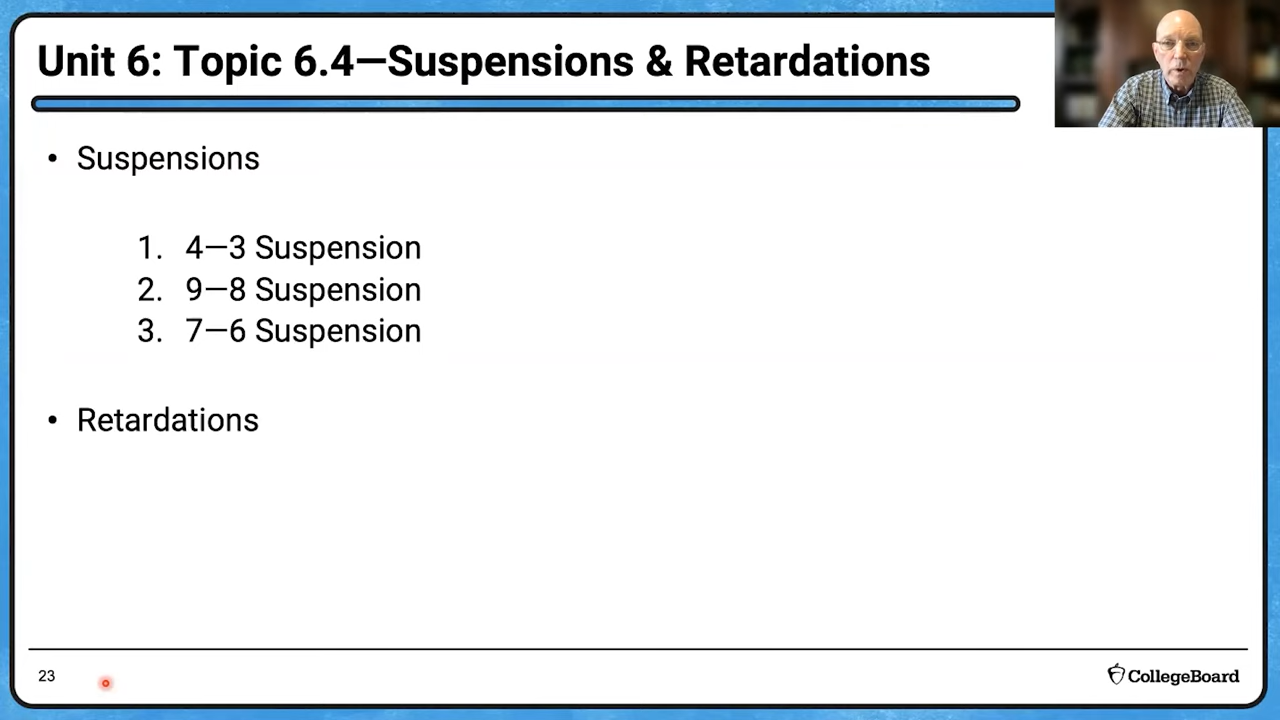 Unit 6: Topic 6.4—Suspensions & Retardations
• Suspensions
1. 4—3 Suspension
2. 9—8 Suspension
3. 7—6 Suspension
• Retardations
23
CollegeBoard